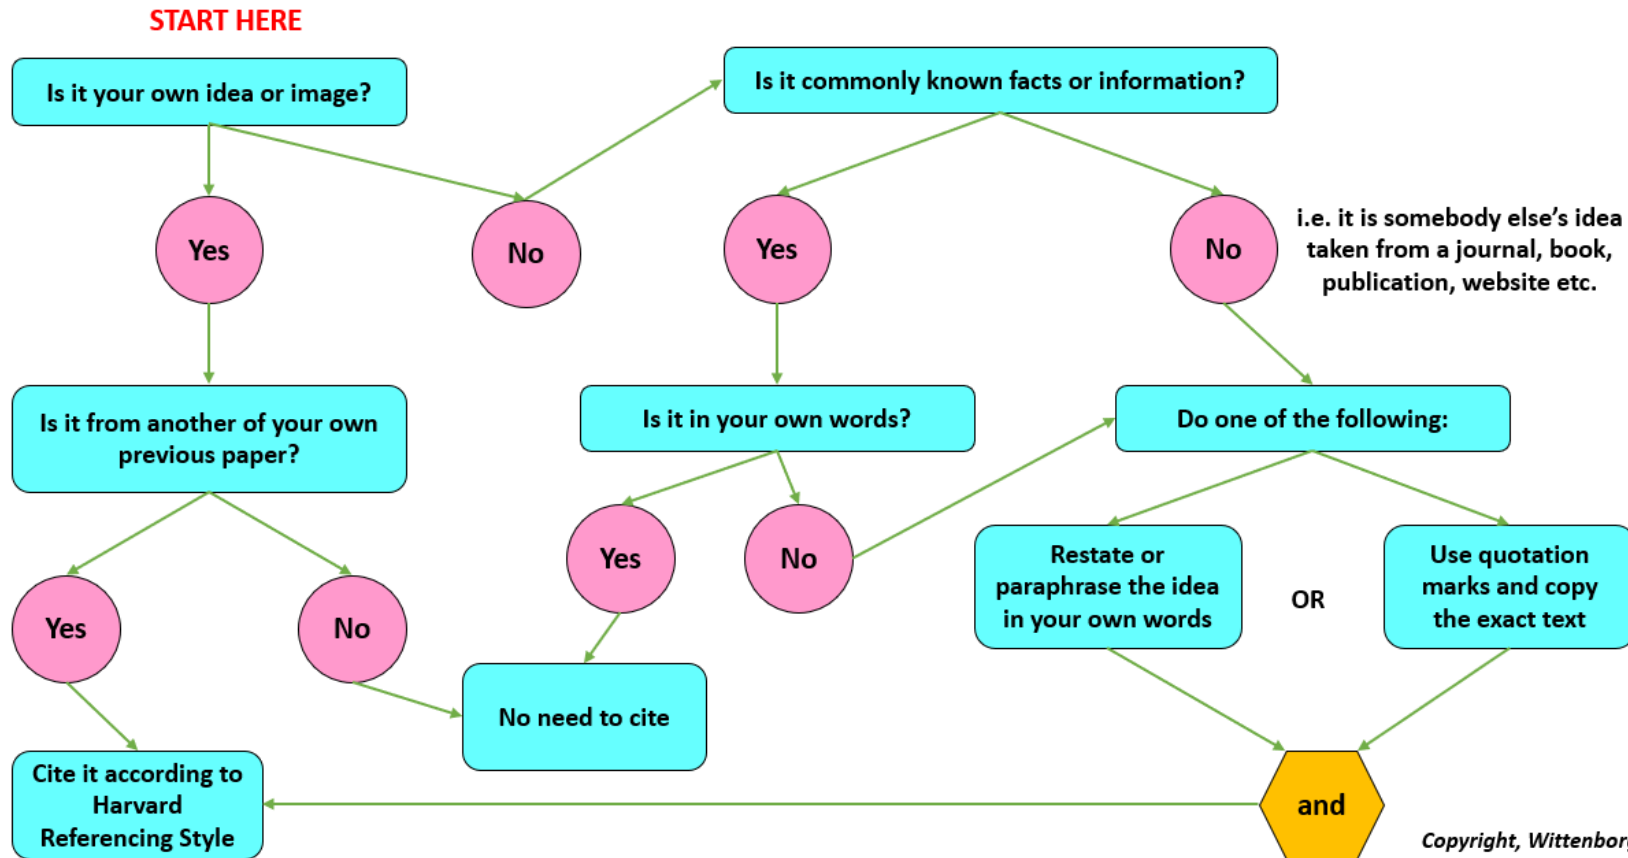 START HERE
Is it your own idea or image?
Is it commonly known facts or information?
Yes
No
Yes
No
i.e. it is somebody else’s idea
taken from a journal, book,
publication, website etc.
Is it from another of your own
previous paper?
Is it in your own words?
Do one of the following:
Yes
No
Yes
No
Restate or
paraphrase the idea
in your own words
OR
Use quotation
marks and copy
the exact text
No need to cite
Cite it according to
Harvard
Referencing Style
and
Copyright, Wittenborg